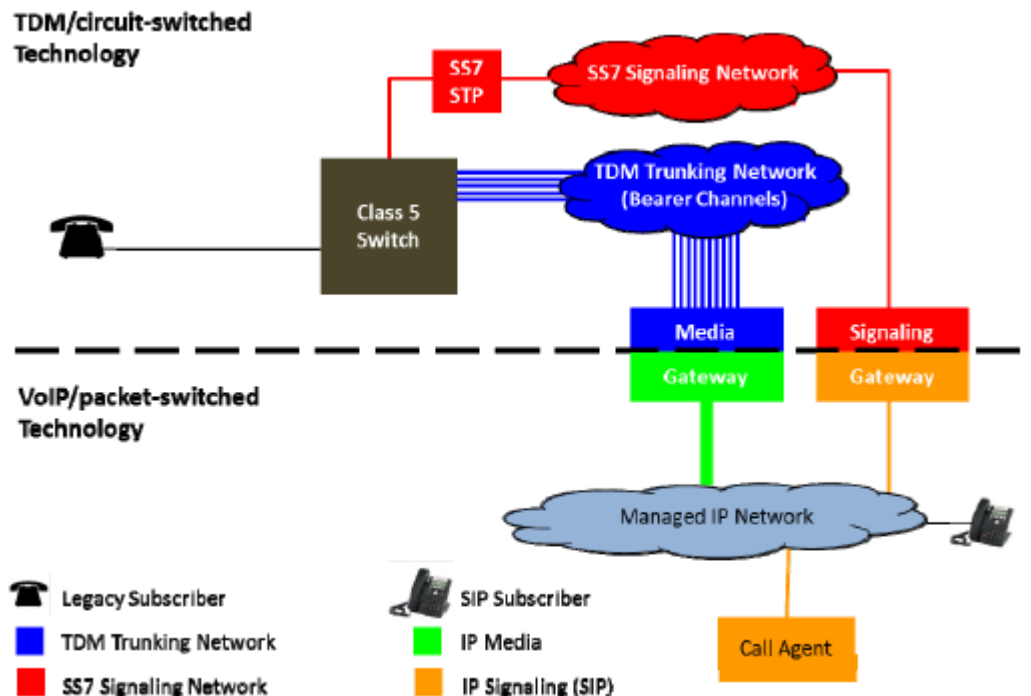 TDM/circuit-switched
Technology
SS7
STP
SS7 Signaling Network
TDM Trunking Network
(Bearer Channels)
Class 5
Switch
Media
Signaling
Gateway
Gateway
VoIP/packet-switched
Technology
Managed IP Network
Legacy Subscriber
SIP Subscriber
TDM Trunking Network
IP Media
Call Agent
SS7 Signaling Network
IP Signaling (SIP)